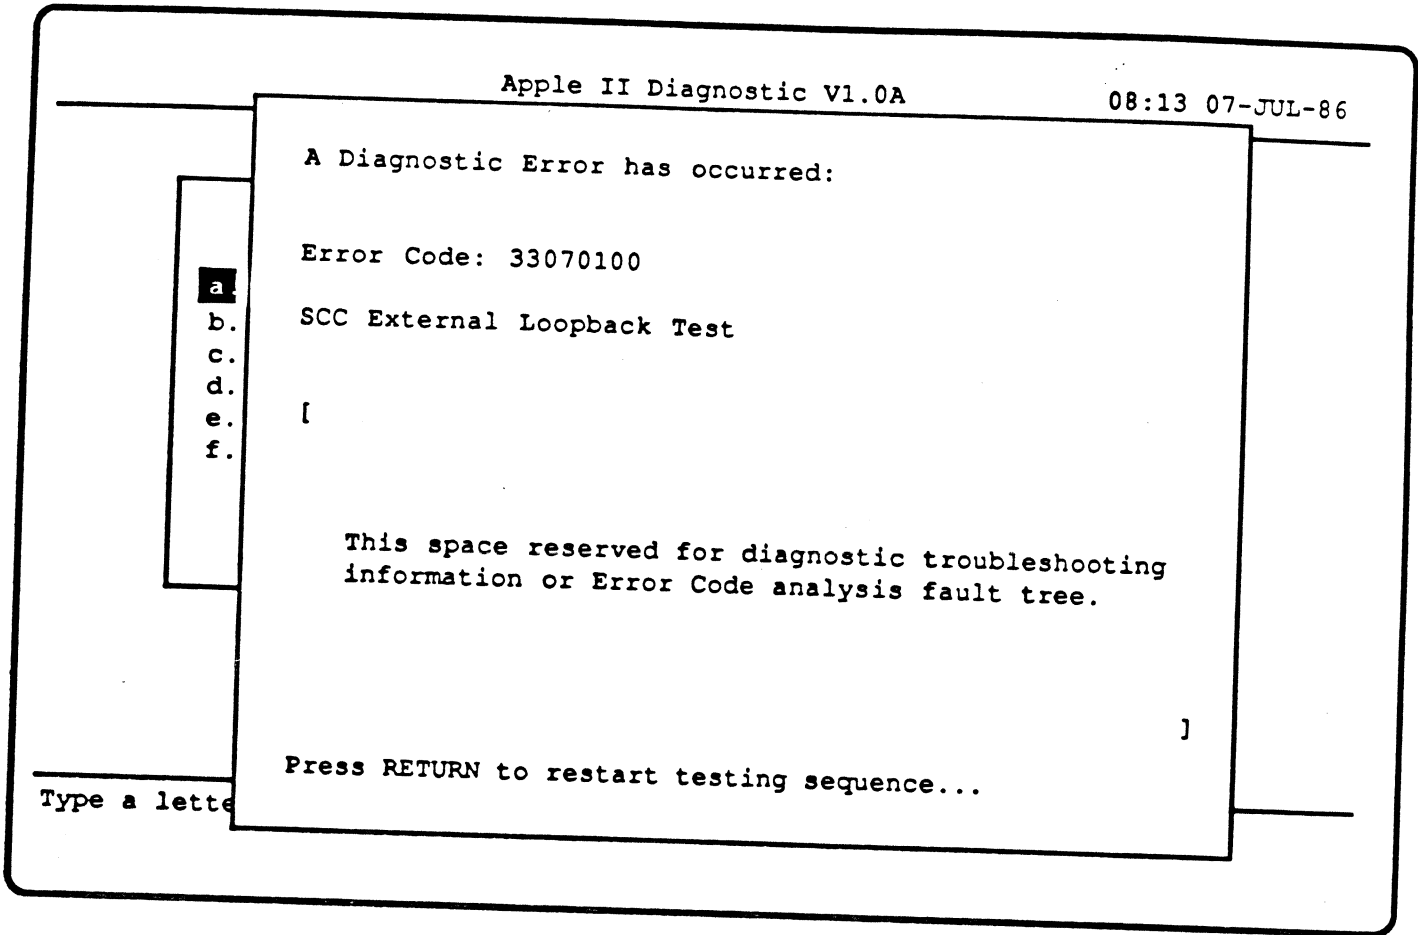 Apple II Diagnostic V1.0A 08:13 07-JUL-86
A Diagnostic Error has occurred:
Error Code: 33070100
a.
SCC External Loopback Test
b.
c.
d.
e.
[
f.
This space reserved for diagnostic troubleshooting
information or Error Code analysis fault tree.
]
Press RETURN to restart testing sequence...
Type a lette